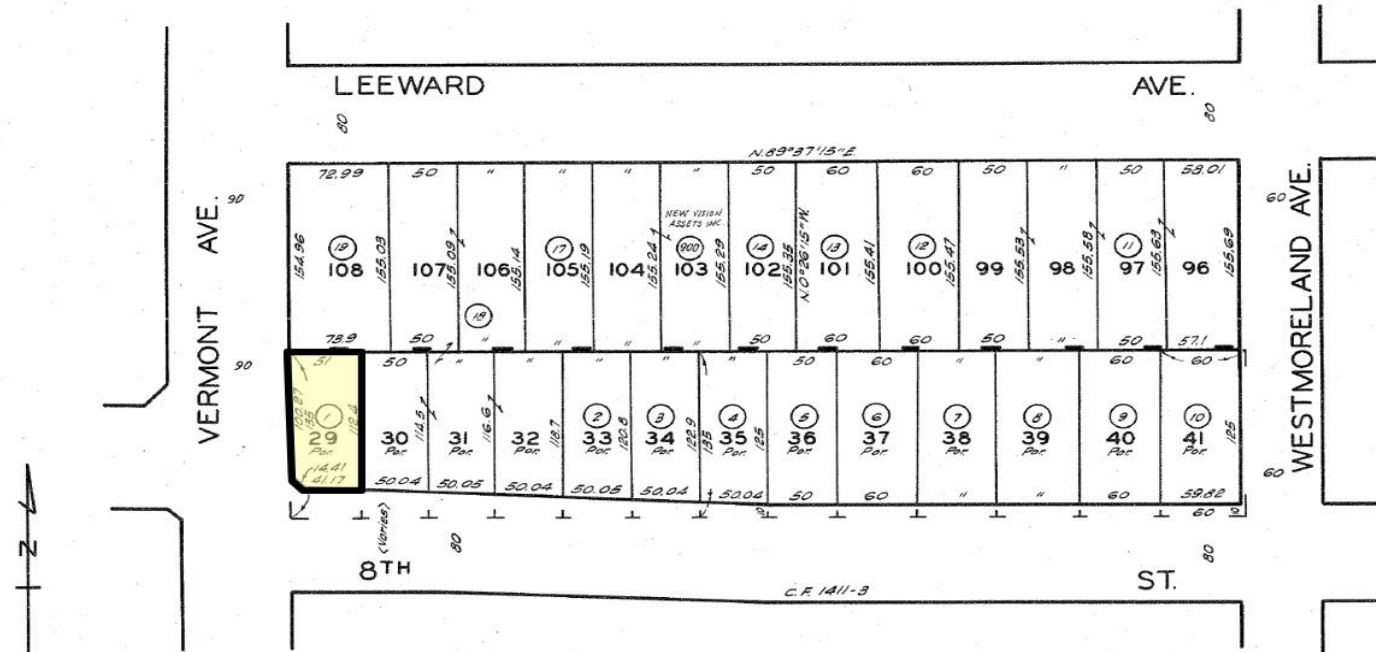 LEEWARD AVE.
80 80
N.89°37'15"E.
72.99 50 " " " " 50 60 60 50 " 50 58.01
VERMONT AVE.
WESTMORELAND AVE.
90 60
NEW VISION
ASSETS INC.
19 17 900 14 13 12 11
154.96 155.03 155.09 155.14 155.19 155.24 155.29 155.35 N.0°26'15"W. 155.41 155.47 155.53 155.58 155.63 155.69
108 107 106 105 104 103 102 101 100 99 98 97 96
18
73.9 50 " " " " 50 60 60 50 " 50 57.1
90
51 50 " " " " " 50 60 " " 60 60
1 2 3 4 5 6 7 8 9 10
100.27 135 112.4 114.5 116.6 118.7 120.8 122.9 135 125 125
29 30 31 32 33 34 35 36 37 38 39 40 41
Por. Por. Por. Por. Por. Por. Por. Por. Por. Por. Por. Por. Por.
14.41
41.17 50.04 50.05 50.04 50.05 50.04 50.04 50 60 " " 60 59.82
60
60
(Varies)
80 80
N
8TH ST.
C.F. 1411-3